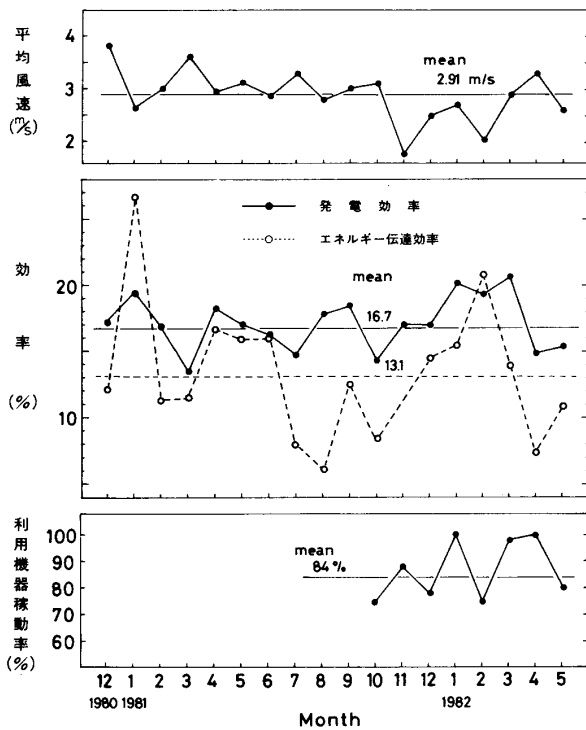 平均風速 (m/s)
4
3
2
mean
2.91 m/s
発電効率
エネルギー伝達効率
効率 (%)
20
10
mean
16.7
13.1
利用機器稼動率 (%)
100
90
80
70
60
mean
84%
12 1 2 3 4 5 6 7 8 9 10 11 12 1 2 3 4 5
1980 1981 1982
Month